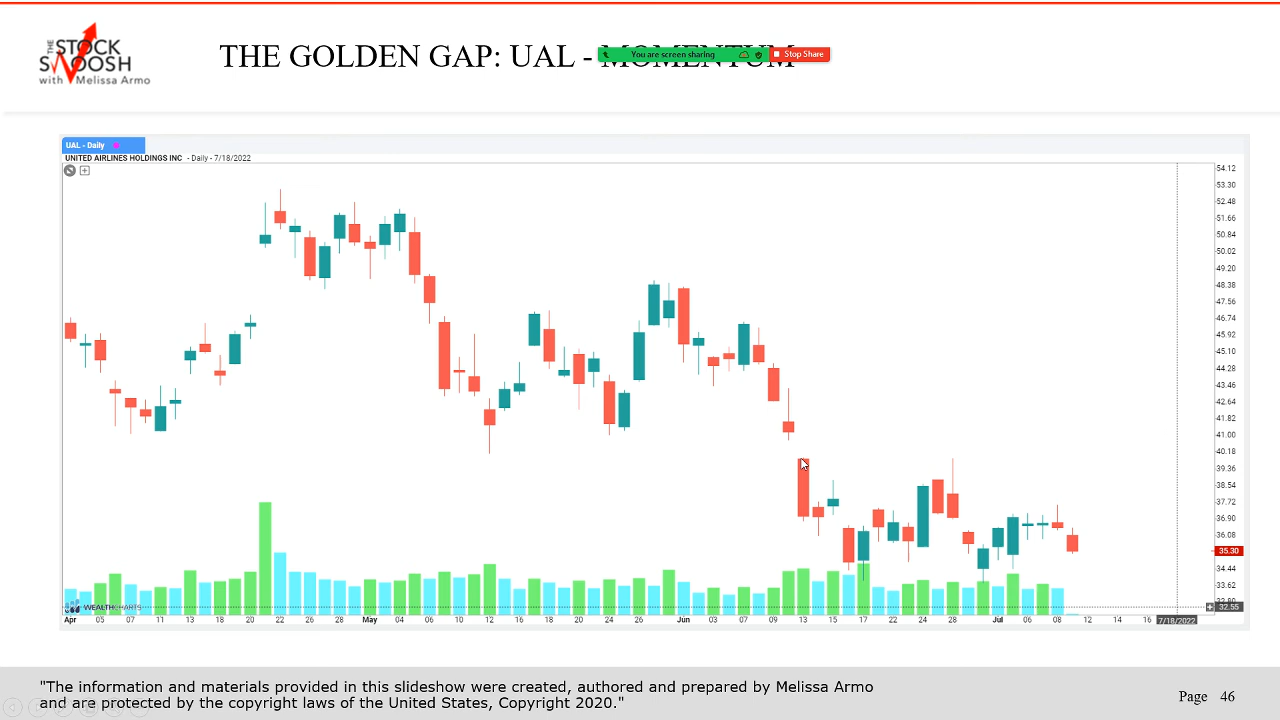 THE STOCK SWOOSH
with Melissa Armo
THE GOLDEN GAP: UAL - MOMENTUM
You are screen sharing
Stop Share
UAL - Daily
UNITED AIRLINES HOLDINGS INC - Daily - 7/18/2022
54.12
53.30
52.48
51.66
50.84
50.02
49.20
48.38
47.56
46.74
45.92
45.10
44.28
43.46
42.64
41.82
41.00
40.18
39.36
38.54
37.72
36.90
36.08
35.30
34.44
33.62
32.55
WEALTHCHARTS
Apr 05 07 11 13 18 20 22 26 28 May 04 06 10 12 16 18 20 24 26 Jun 03 07 09 13 15 17 22 24 28 Jul 06 08 12 14 16 7/18/2022
"The information and materials provided in this slideshow were created, authored and prepared by Melissa Armo
and are protected by the copyright laws of the United States, Copyright 2020."
Page 46